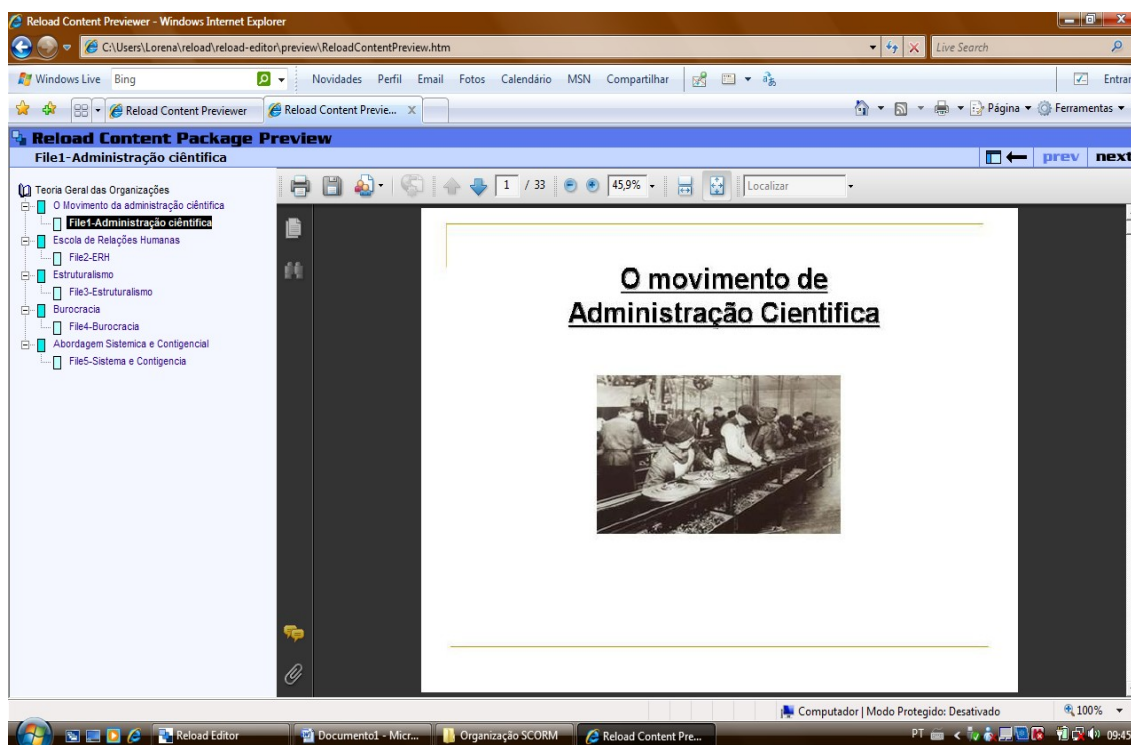 Reload Content Previewer - Windows Internet Explorer
C:\Users\Lorena\reload\reload-editor\preview\ReloadContentPreview.htm
Live Search
Windows Live Bing Novidades Perfil Email Fotos Calendário MSN Compartilhar Entrar
Reload Content Previewer Reload Content Previe... X Página Ferramentas
Reload Content Package Preview
File1-Administração ciêntifica prev next
1 / 33 45,9% Localizar
Teoria Geral das Organizações
O Movimento da administração ciêntifica
File1-Administração ciêntifica
Escola de Relações Humanas
File2-ERH
Estruturalismo
File3-Estruturalismo
Burocracia
File4-Burocracia
Abordagem Sistemica e Contigencial
File5-Sistema e Contigencia
O movimento de
Administração Cientifica
Computador | Modo Protegido: Desativado 100%
Reload Editor Documento1 - Micr... Organização SCORM Reload Content Pre... PT 09:45